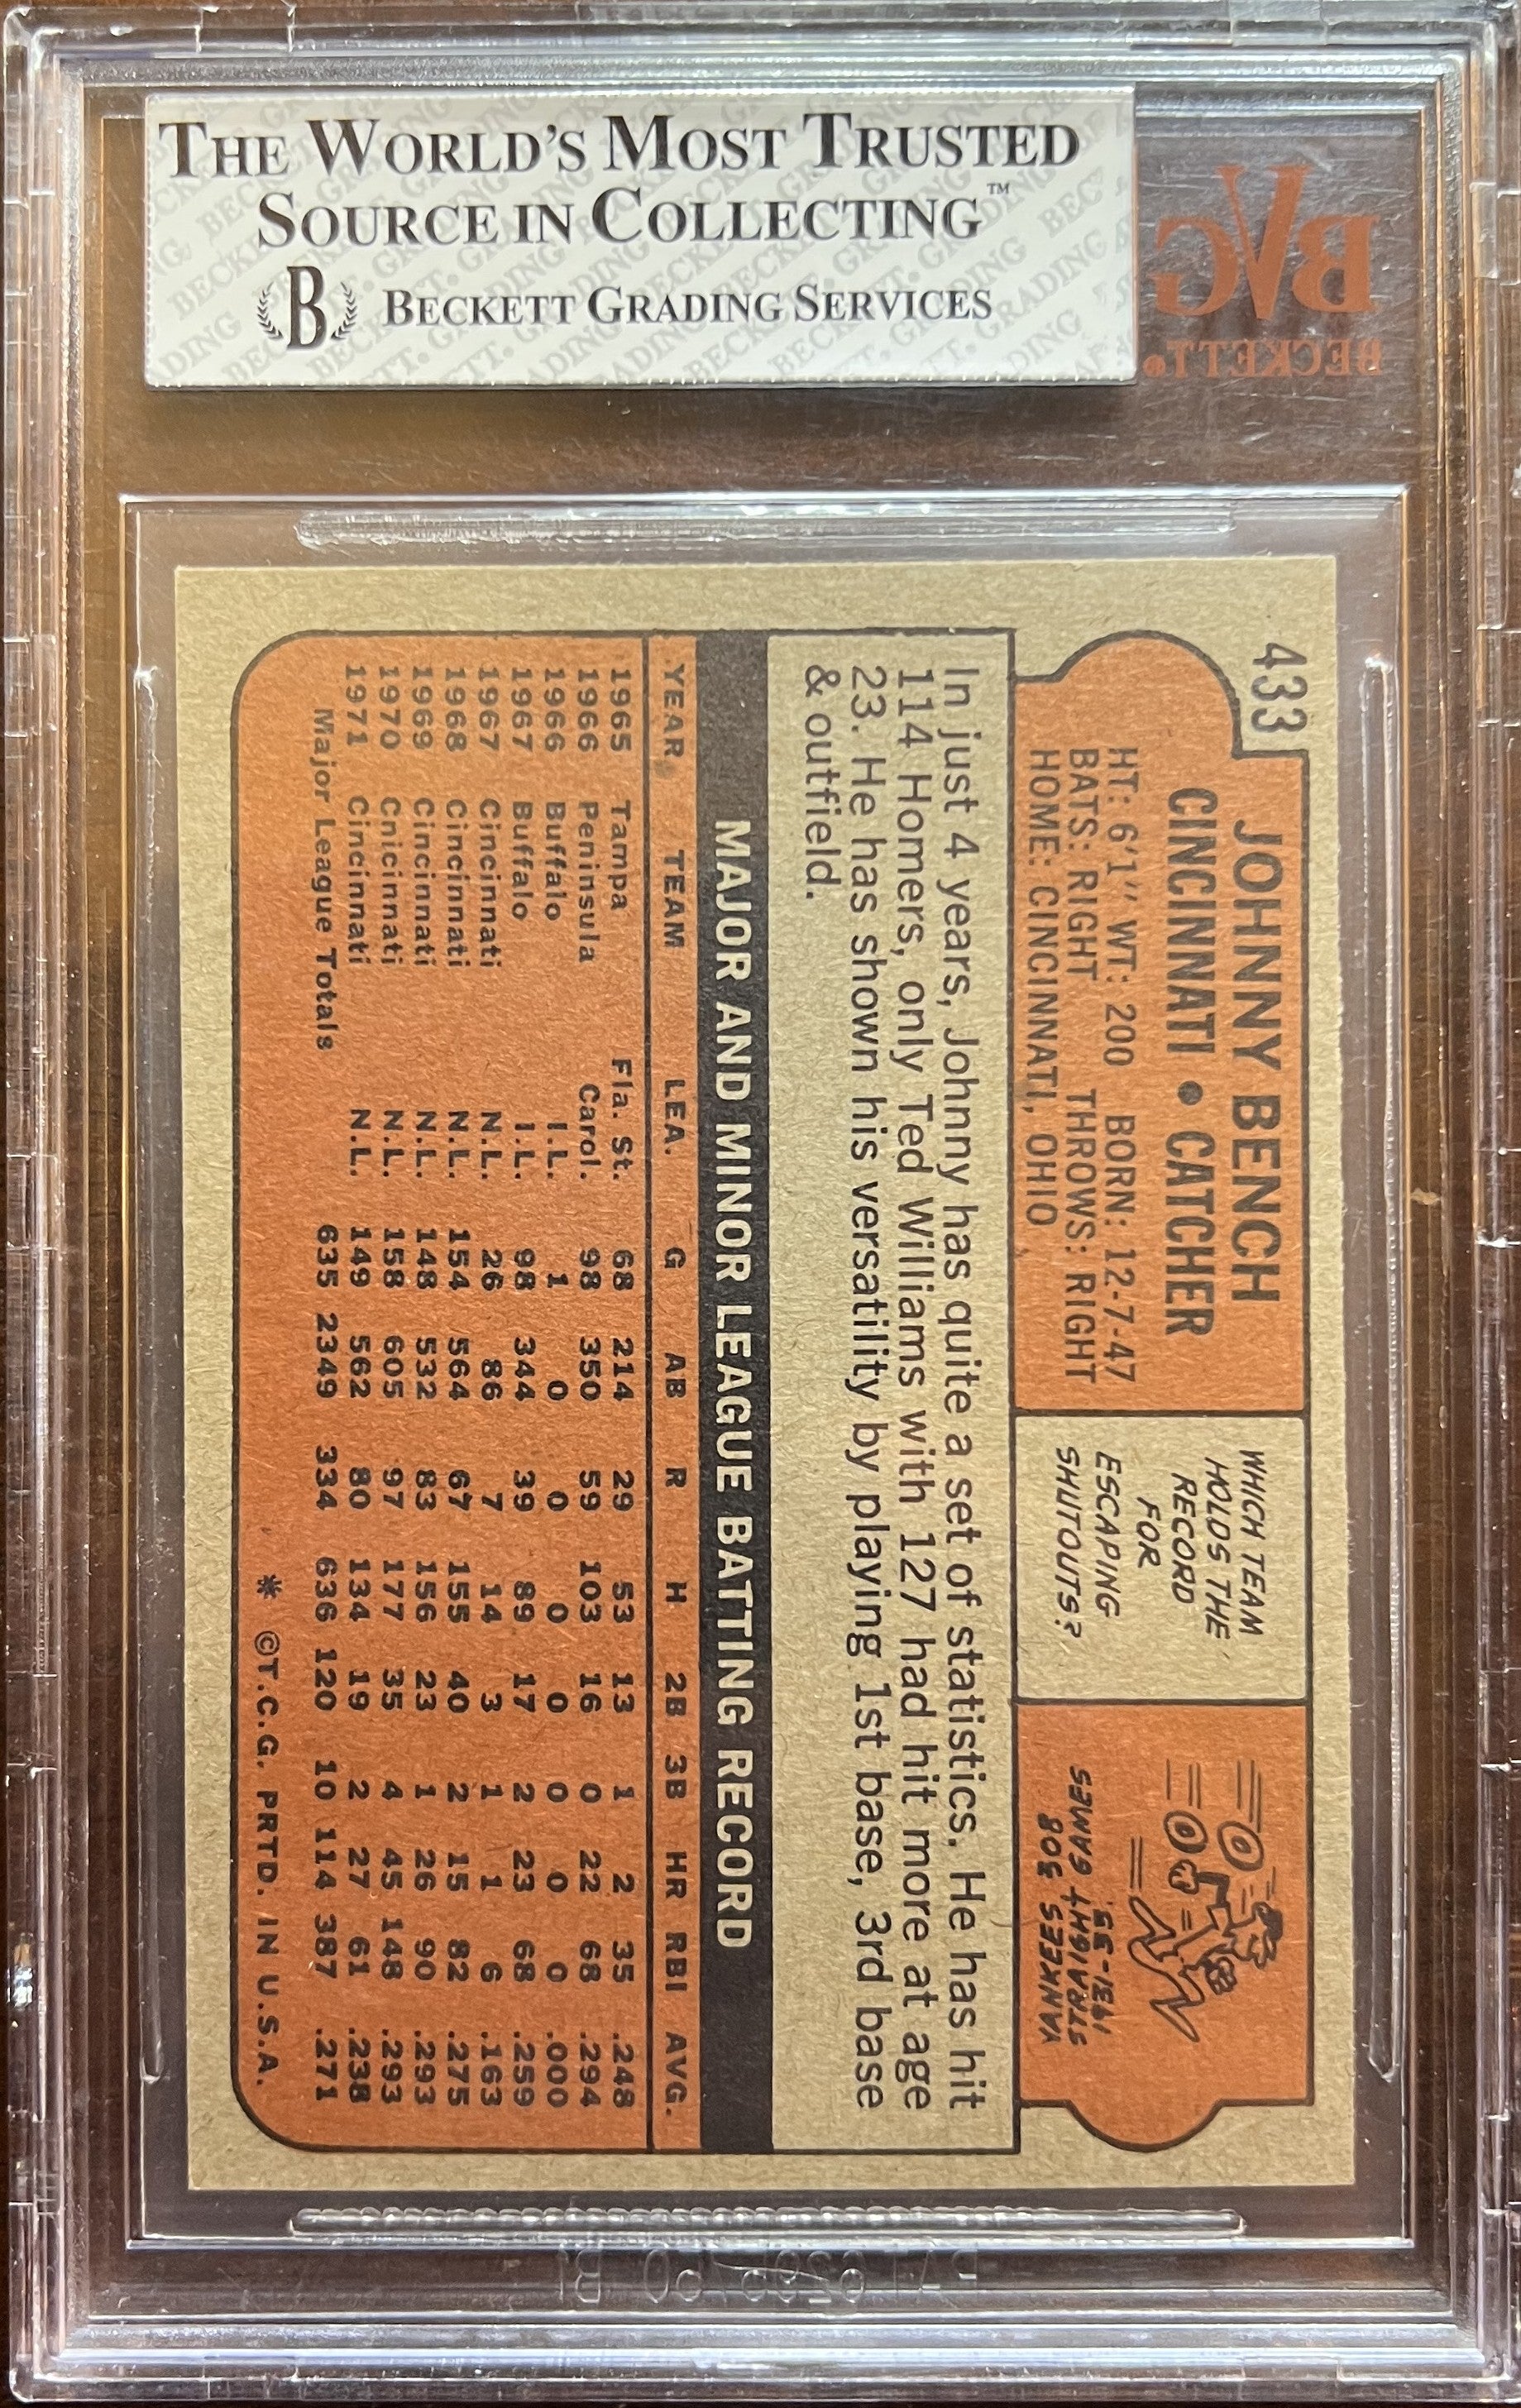 THE WORLD'S MOST TRUSTED
SOURCE IN COLLECTING™
B BECKETT GRADING SERVICES
BVG
BECKETT.
433
JOHNNY BENCH
CINCINNATI • CATCHER
HT: 6'1" WT: 200 BORN: 12-7-47
BATS: RIGHT THROWS: RIGHT
HOME: CINCINNATI, OHIO
WHICH TEAM
HOLDS THE
RECORD
FOR
ESCAPING
SHUTOUTS?
YANKEES 308
STRAIGHT GAMES
1931-33.
In just 4 years, Johnny has quite a set of statistics. He has hit
114 Homers, only Ted Williams with 127 had hit more at age
23. He has shown his versatility by playing 1st base, 3rd base
& outfield.
MAJOR AND MINOR LEAGUE BATTING RECORD
YEAR TEAM LEA. G AB R H 2B 3B HR RBI AVG.
1965 Tampa Fla. St. 68 214 29 53 13 1 2 35 .248
1966 Peninsula Carol. 98 350 59 103 16 0 22 68 .294
1966 Buffalo I.L. 1 0 0 0 0 0 0 0 .000
1967 Buffalo I.L. 98 344 39 89 17 2 23 68 .259
1967 Cincinnati N.L. 26 86 7 14 3 1 1 6 .163
1968 Cincinnati N.L. 154 564 67 155 40 2 15 82 .275
1969 Cincinnati N.L. 148 532 83 156 23 1 26 90 .293
1970 Cnicinnati N.L. 158 605 97 177 35 4 45 148 .293
1971 Cincinnati N.L. 149 562 80 134 19 2 27 61 .238
Major League Totals 635 2349 334 636 120 10 114 387 .271
* ©T.C.G. PRTD. IN U.S.A.